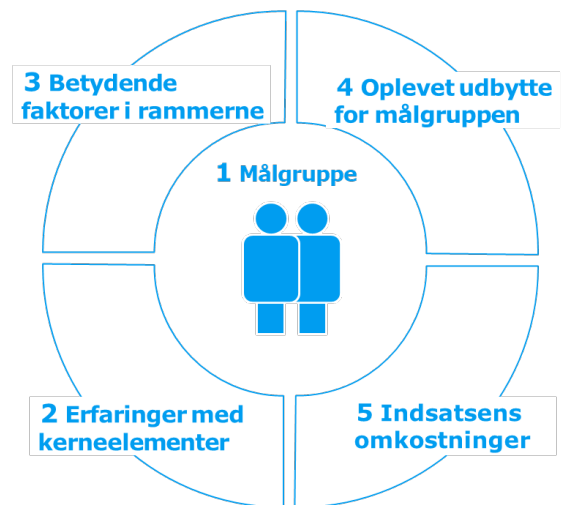 3 Betydende
faktorer i rammerne
4 Oplevet udbytte
for målgruppen
1 Målgruppe
2 Erfaringer med
kerneelementer
5 Indsatsens
omkostninger